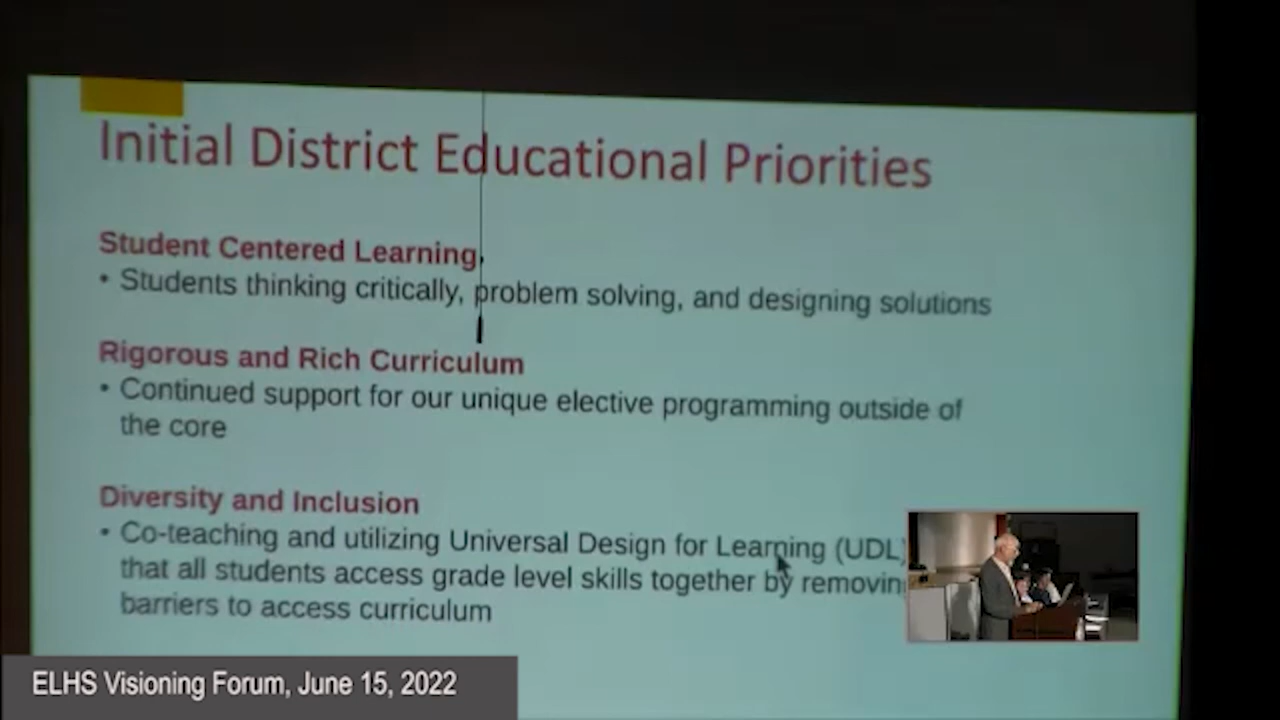 Initial District Educational Priorities
Student Centered Learning
• Students thinking critically, problem solving, and designing solutions
Rigorous and Rich Curriculum
• Continued support for our unique elective programming outside of
the core
Diversity and Inclusion
• Co-teaching and utilizing Universal Design for Learning (UDL)
that all students access grade level skills together by removin
barriers to access curriculum
ELHS Visioning Forum, June 15, 2022